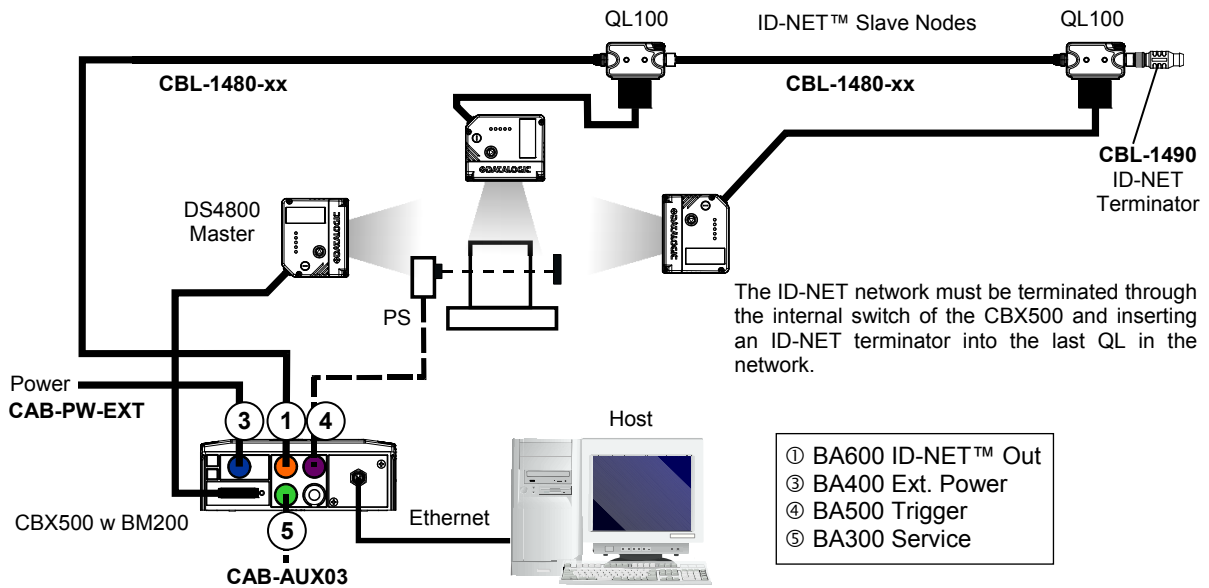 QL100
ID-NET™ Slave Nodes
QL100
CBL-1480-xx
CBL-1480-xx
CBL-1490
ID-NET
Terminator
DATALOGIC
DS4800
Master
DATALOGIC
DATALOGIC
PS
The ID-NET network must be terminated through
the internal switch of the CBX500 and inserting
an ID-NET terminator into the last QL in the
network.
Power
CAB-PW-EXT
3
1
4
Host
CBX500 w BM200
5
Ethernet
CAB-AUX03
① BA600 ID-NET™ Out
③ BA400 Ext. Power
④ BA500 Trigger
⑤ BA300 Service